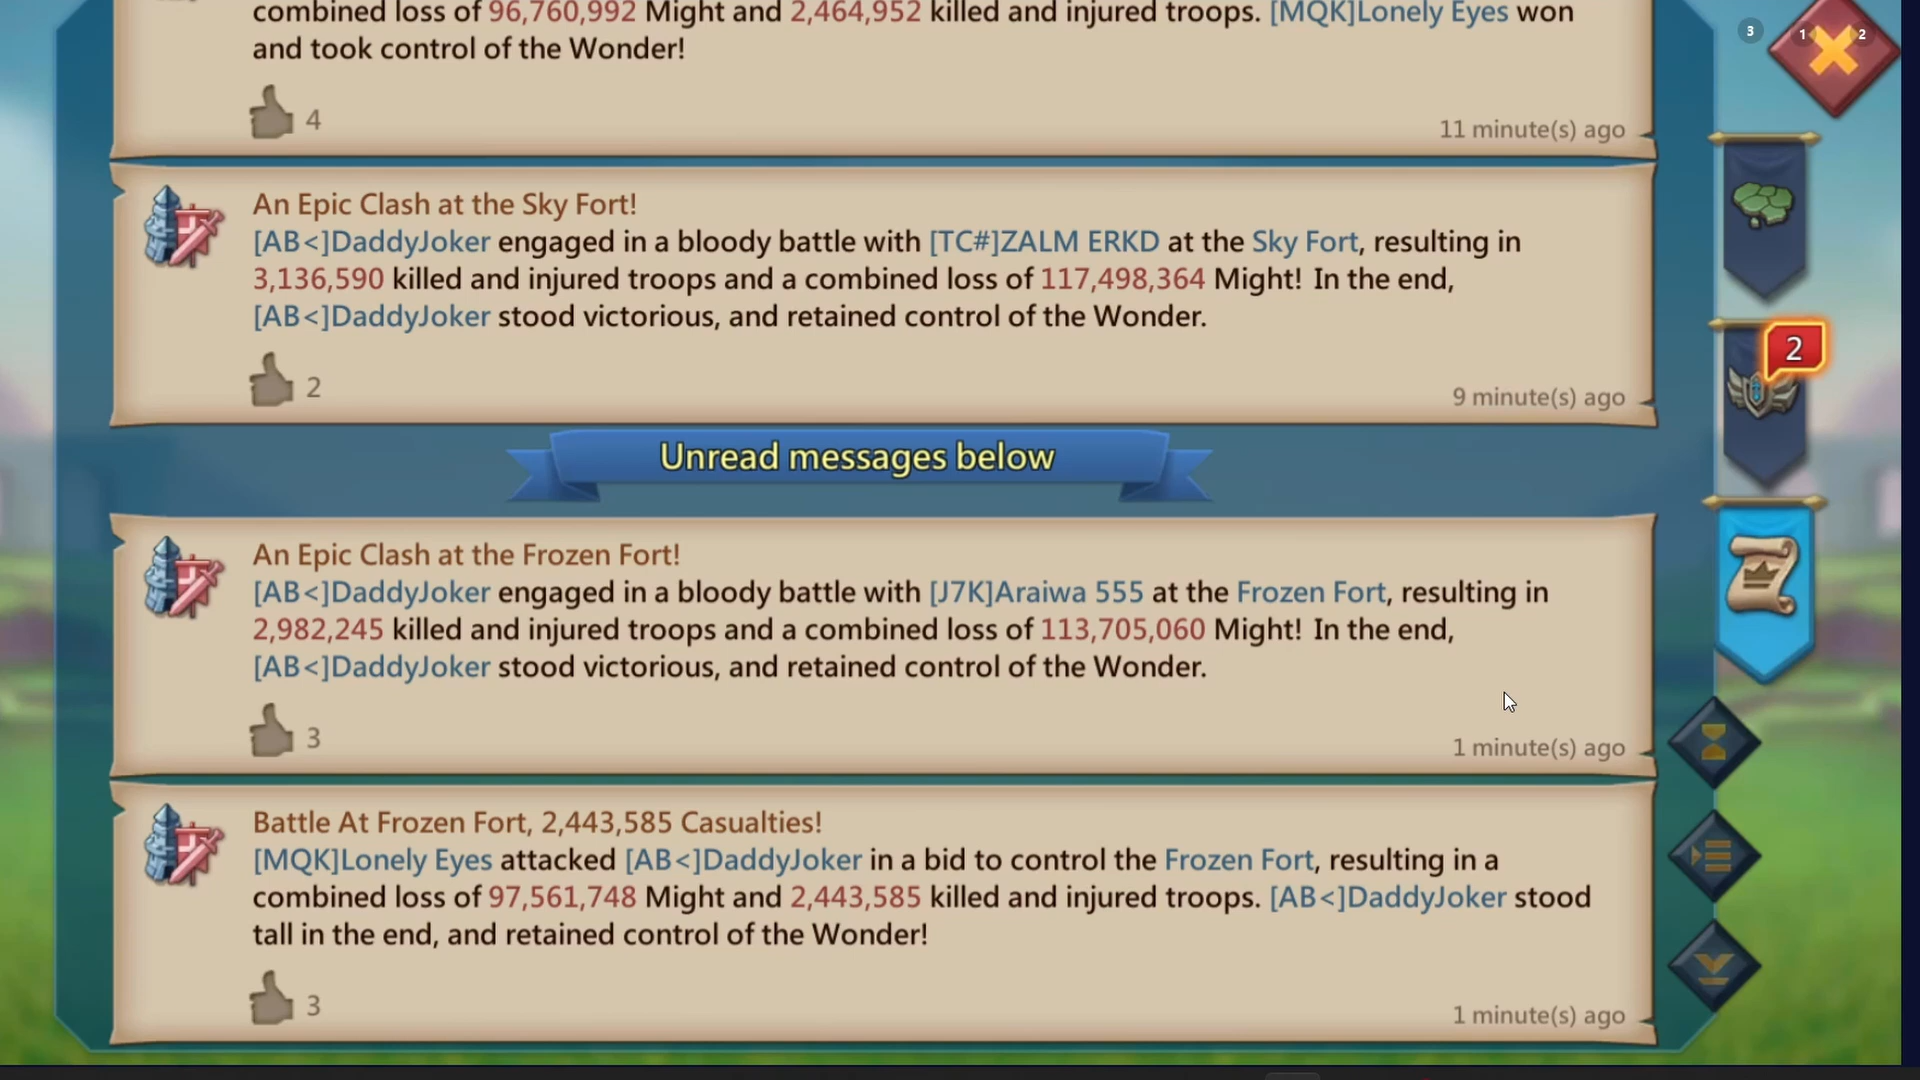 combined loss of 96,760,992 Might and 2,464,952 killed and injured troops. [MQK]Lonely Eyes won
and took control of the Wonder!
4
11 minute(s) ago
3
1
2
An Epic Clash at the Sky Fort!
[AB<]DaddyJoker engaged in a bloody battle with [TC#]ZALM ERKD at the Sky Fort, resulting in
3,136,590 killed and injured troops and a combined loss of 117,498,364 Might! In the end,
[AB<]DaddyJoker stood victorious, and retained control of the Wonder.
2
9 minute(s) ago
2
Unread messages below
An Epic Clash at the Frozen Fort!
[AB<]DaddyJoker engaged in a bloody battle with [J7K]Araiwa 555 at the Frozen Fort, resulting in
2,982,245 killed and injured troops and a combined loss of 113,705,060 Might! In the end,
[AB<]DaddyJoker stood victorious, and retained control of the Wonder.
3
1 minute(s) ago
Battle At Frozen Fort, 2,443,585 Casualties!
[MQK]Lonely Eyes attacked [AB<]DaddyJoker in a bid to control the Frozen Fort, resulting in a
combined loss of 97,561,748 Might and 2,443,585 killed and injured troops. [AB<]DaddyJoker stood
tall in the end, and retained control of the Wonder!
3
1 minute(s) ago